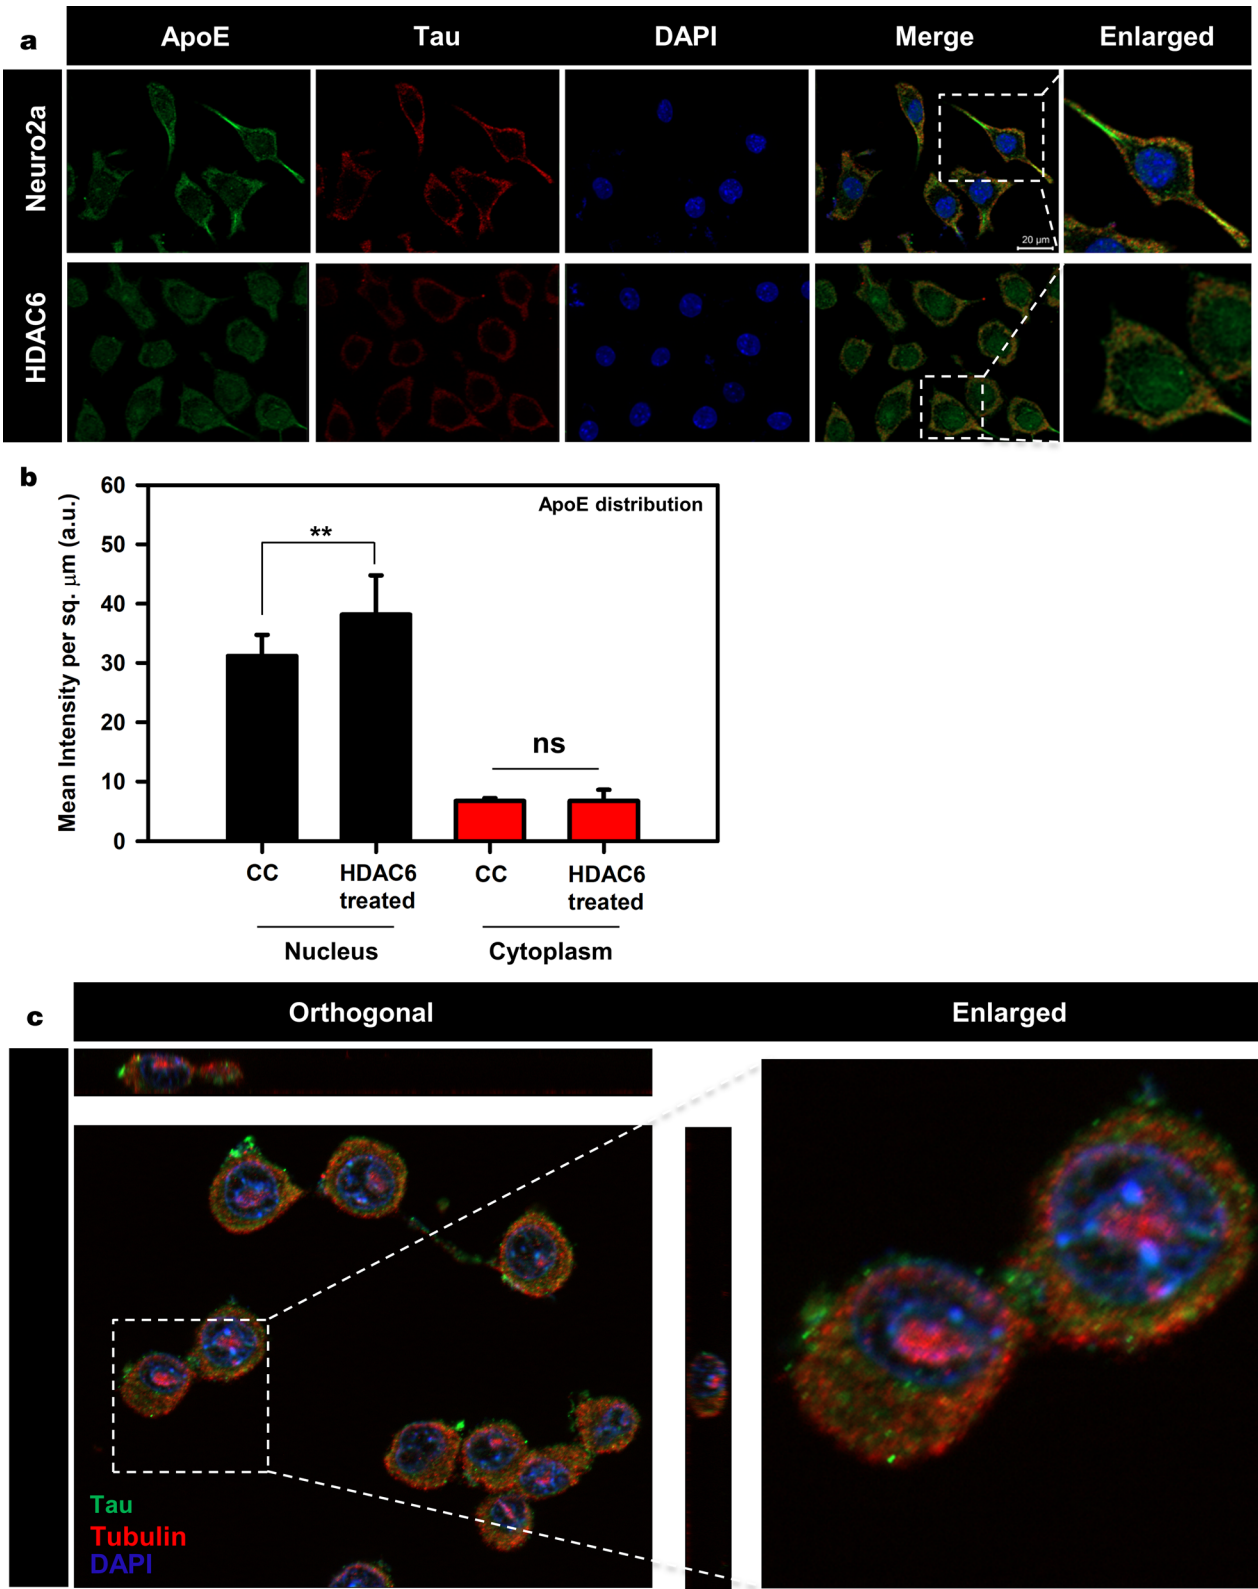 a
ApoE Tau DAPI Merge Enlarged
Neuro2a
20 μm
HDAC6
b
60
50
40
30
20
10
0
Mean Intensity per sq. μm (a.u.)
ApoE distribution
**
ns
CC HDAC6 treated CC HDAC6 treated
Nucleus Cytoplasm
c
Orthogonal Enlarged
Tau
Tubulin
DAPI